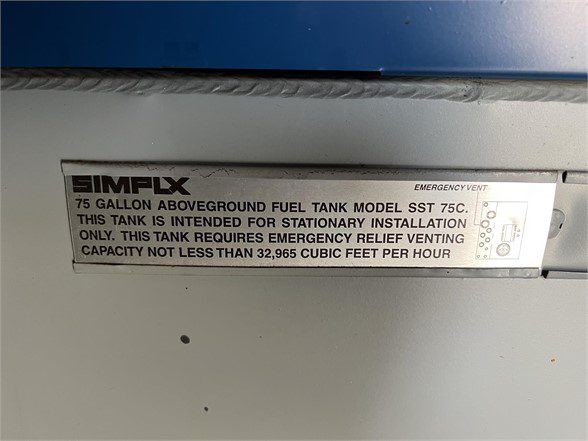 SIMPLX
EMERGENCY VENT
75 GALLON ABOVEGROUND FUEL TANK MODEL SST 75C.
THIS TANK IS INTENDED FOR STATIONARY INSTALLATION
ONLY. THIS TANK REQUIRES EMERGENCY RELIEF VENTING
CAPACITY NOT LESS THAN 32,965 CUBIC FEET PER HOUR